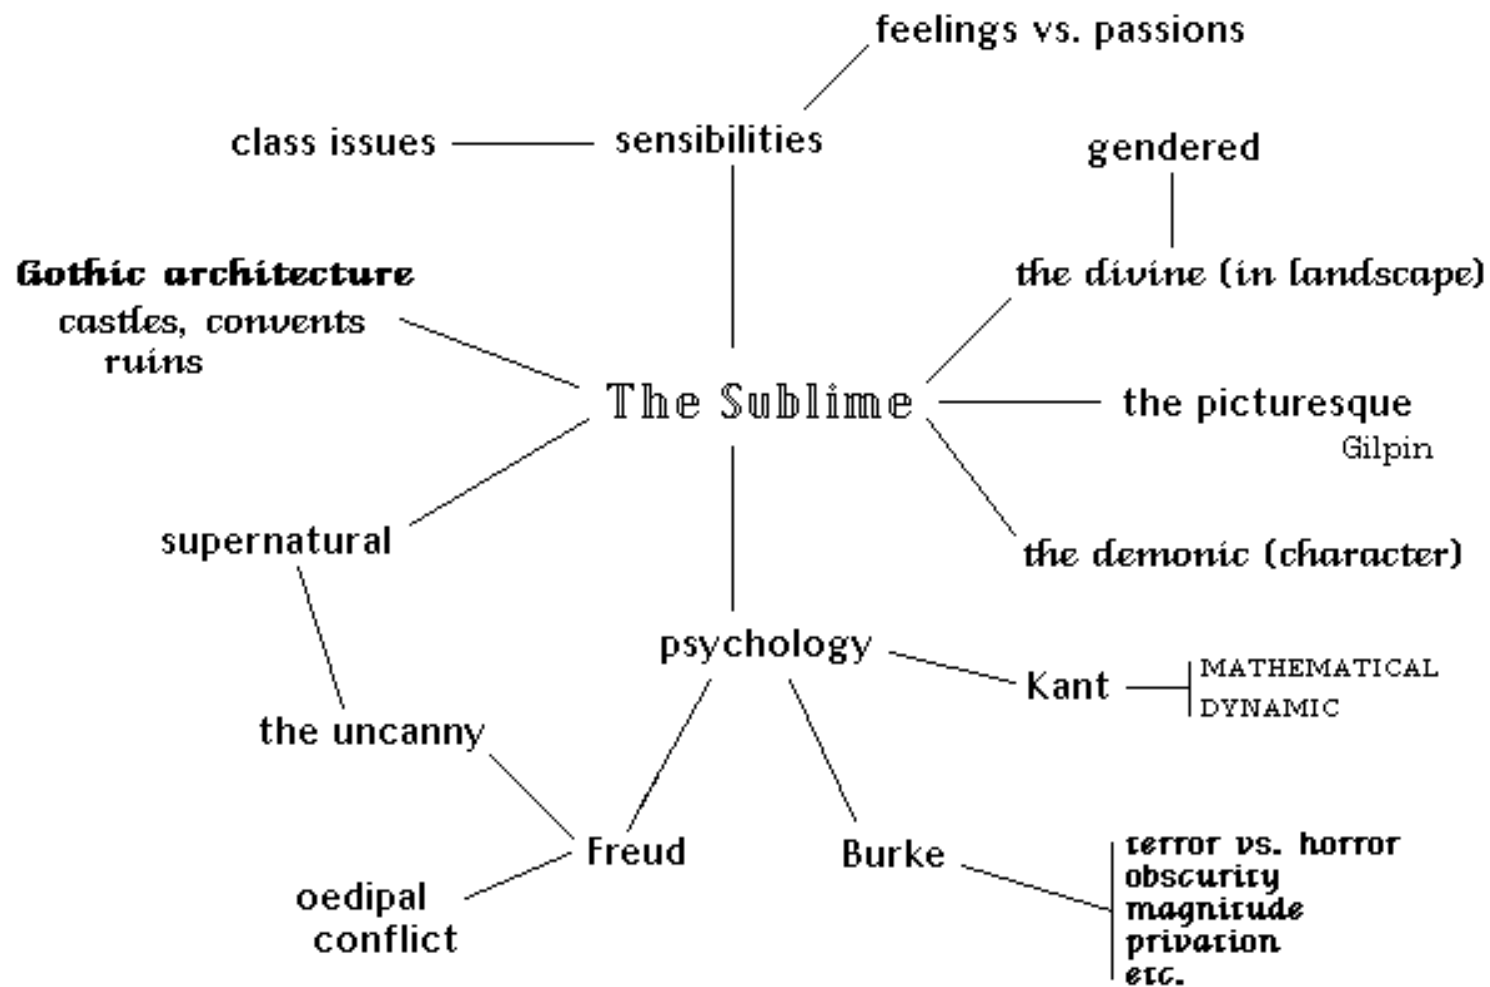 feelings vs. passions
class issues
sensibilities
gendered
Gothic architecture
castles, convents
ruins
the divine (in landscape)
The Sublime
the picturesque
Gilpin
supernatural
the demonic (character)
psychology
Kant
MATHEMATICAL
DYNAMIC
the uncanny
Freud
Burke
oedipal
conflict
terror vs. horror
obscurity
magnitude
privation
etc.